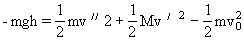 -mgh = 1/2 mv^(//)2 + 1/2 Mv^(/ 2) - 1/2 mv_0^2